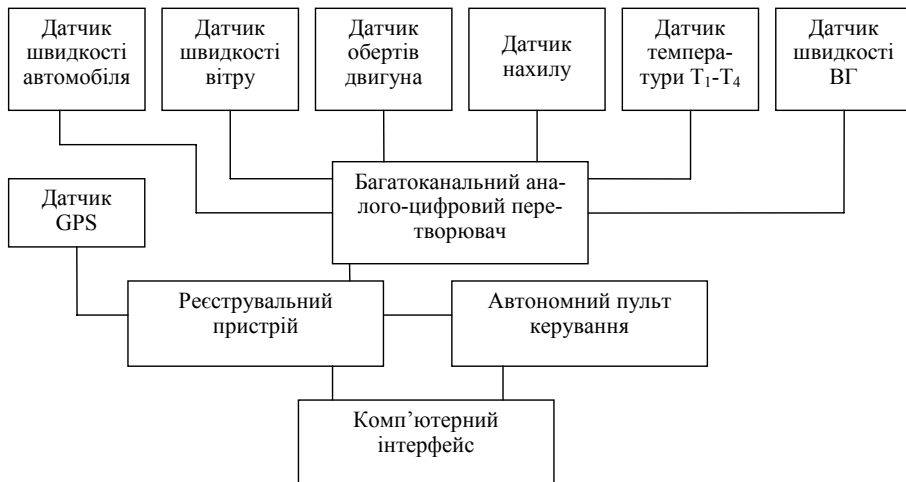 Датчик
швидкості
автомобіля
Датчик
швидкості
вітру
Датчик
обертів
двигуна
Датчик
нахилу
Датчик
темпера-
тури T₁-T₄
Датчик
швидкості
ВГ
Багатоканальний ана-
лого-цифровий пере-
творювач
Датчик
GPS
Реєструвальний
пристрій
Автономний пульт
керування
Комп’ютерний
інтерфейс